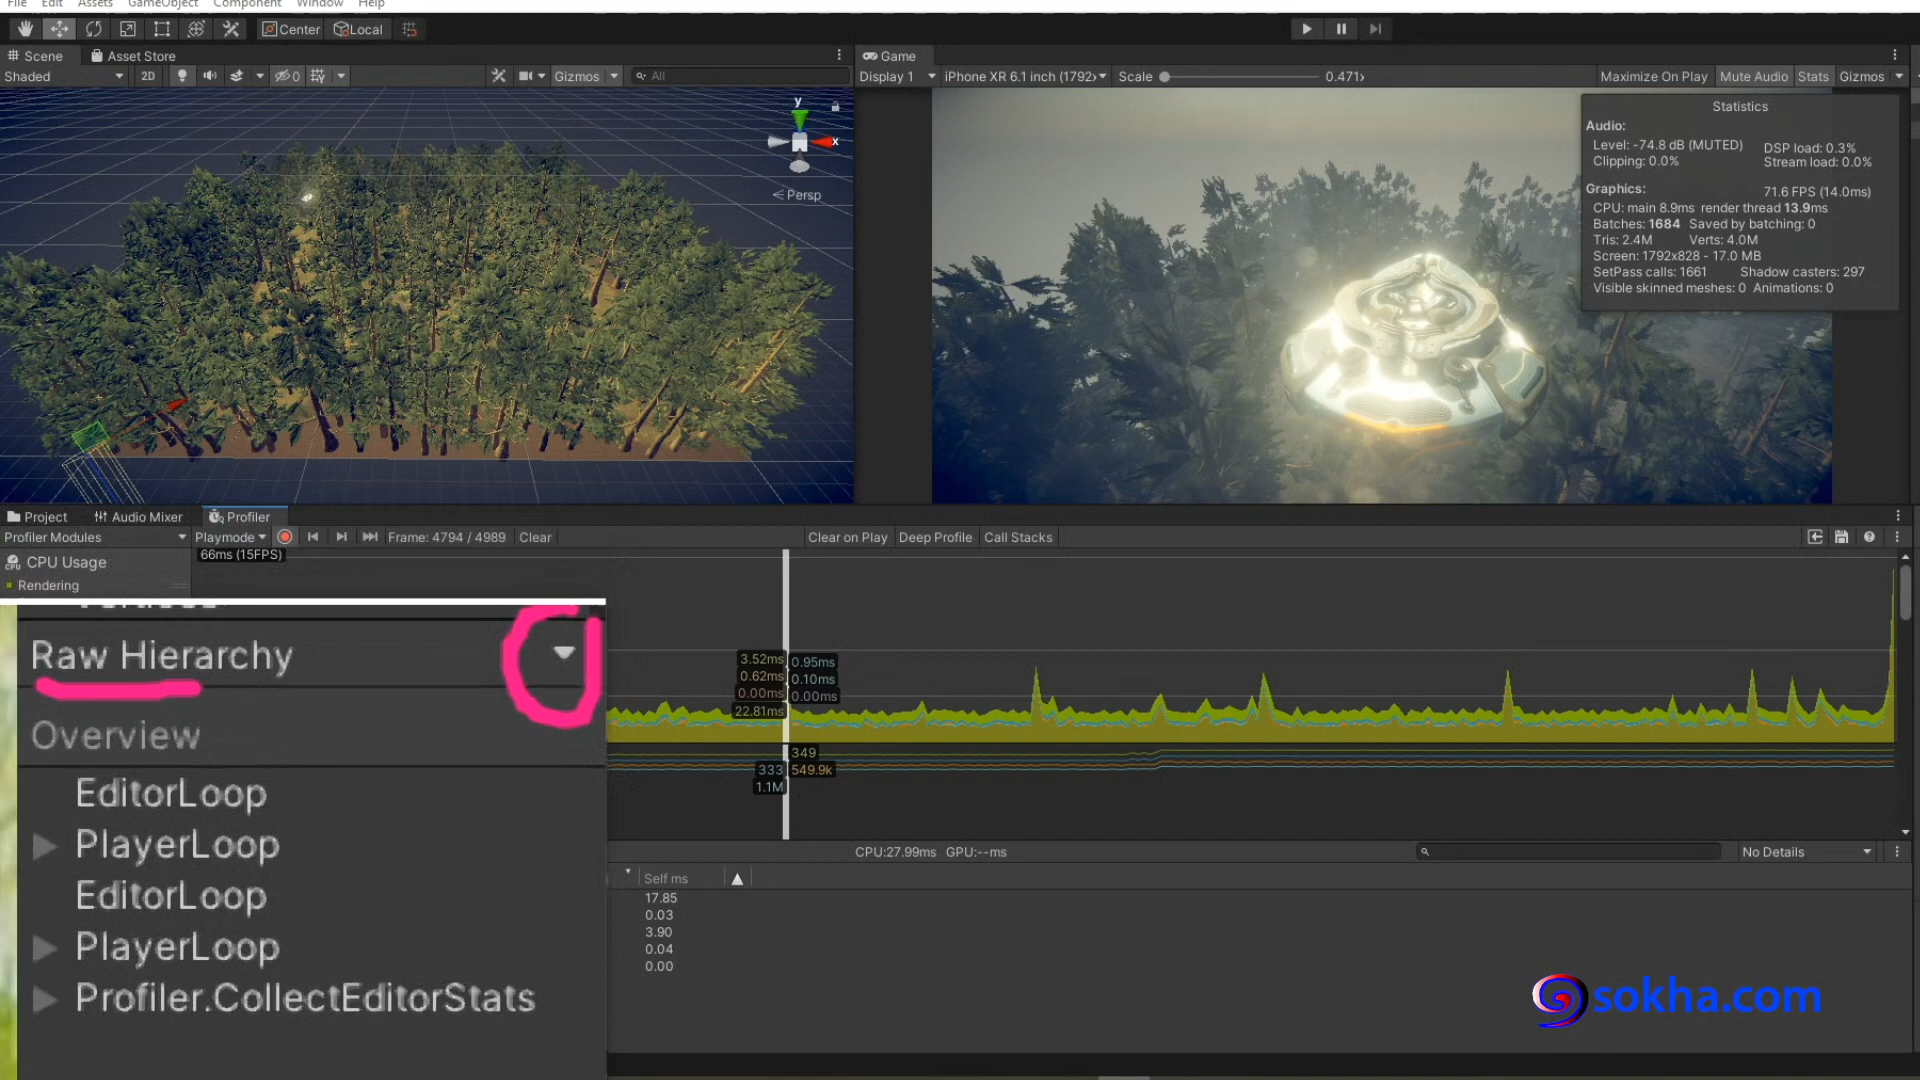 File Edit Assets GameObject Component Window Help
Center Local
Scene Asset Store
Shaded 2D 0 Gizmos All
y
x
Persp
Game
Display 1 iPhone XR 6.1 inch (1792x Scale 0.471x Maximize On Play Mute Audio Stats Gizmos
Statistics
Audio:
Level: -74.8 dB (MUTED) DSP load: 0.3%
Clipping: 0.0% Stream load: 0.0%
Graphics: 71.6 FPS (14.0ms)
CPU: main 8.9ms render thread 13.9ms
Batches: 1684 Saved by batching: 0
Tris: 2.4M Verts: 4.0M
Screen: 1792x828 - 17.0 MB
SetPass calls: 1661 Shadow casters: 297
Visible skinned meshes: 0 Animations: 0
Project Audio Mixer Profiler
Profiler Modules Playmode Frame: 4794 / 4989 Clear Clear on Play Deep Profile Call Stacks
66ms (15FPS)
CPU Usage
Rendering
Raw Hierarchy
Overview
EditorLoop
PlayerLoop
EditorLoop
PlayerLoop
Profiler.CollectEditorStats
3.52ms 0.95ms
0.62ms 0.10ms
0.00ms 0.00ms
22.81ms
349
333 549.9k
1.1M
CPU:27.99ms GPU:--ms No Details
Self ms
17.85
0.03
3.90
0.04
0.00
sokha.com